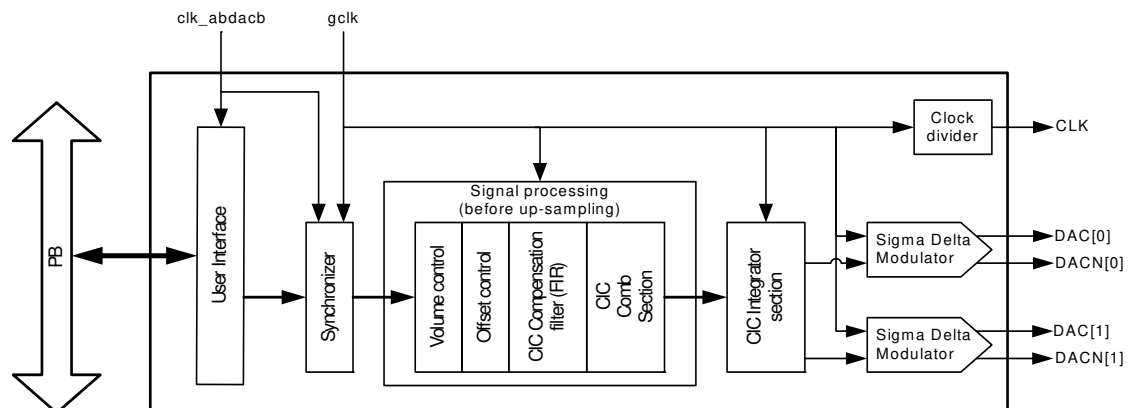 clk_abdacb
gclk
Clock
divider
CLK
PB
User Interface
Synchronizer
Signal processing
(before up-sampling)
Volume control
Offset control
CIC Compensation
filter (FIR)
CIC
Comb
Section
CIC Integrator
section
Sigma Delta
Modulator
DAC[0]
DACN[0]
Sigma Delta
Modulator
DAC[1]
DACN[1]